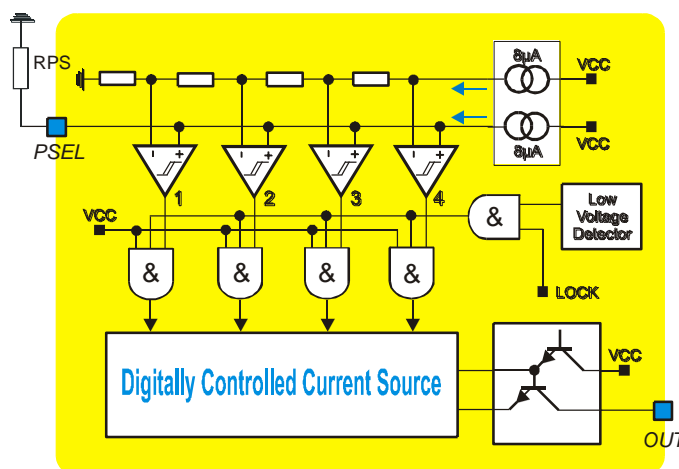 8µA
VCC
RPS
VCC
PSEL
8µA
- +
- +
- +
- +
1
2
3
4
VCC
&
Low
Voltage
Detector
&
&
&
&
LOCK
Digitally Controlled Current Source
VCC
OUT